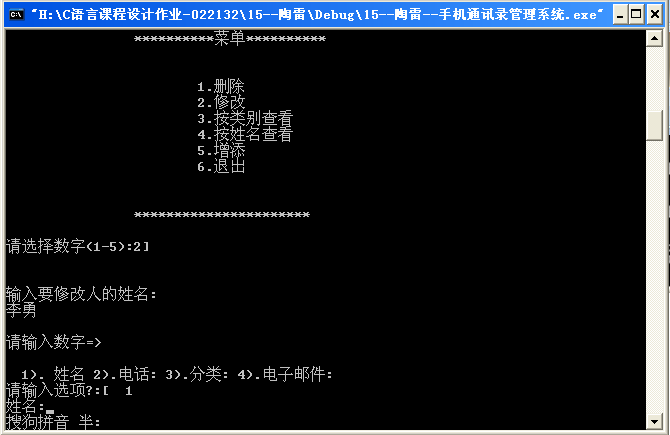 "H:\C语言课程设计作业-022132\15--陶雷\Debug\15--陶雷--手机通讯录管理系统.exe"
**********菜单**********
1.删除
2.修改
3.按类别查看
4.按姓名查看
5.增添
6.退出
**********************
请选择数字(1-5):2]
输入要修改人的姓名:
李勇
请输入数字=>
1). 姓名 2).电话: 3).分类: 4).电子邮件:
请输入选项?:[ 1
姓名:_
搜狗拼音 半: